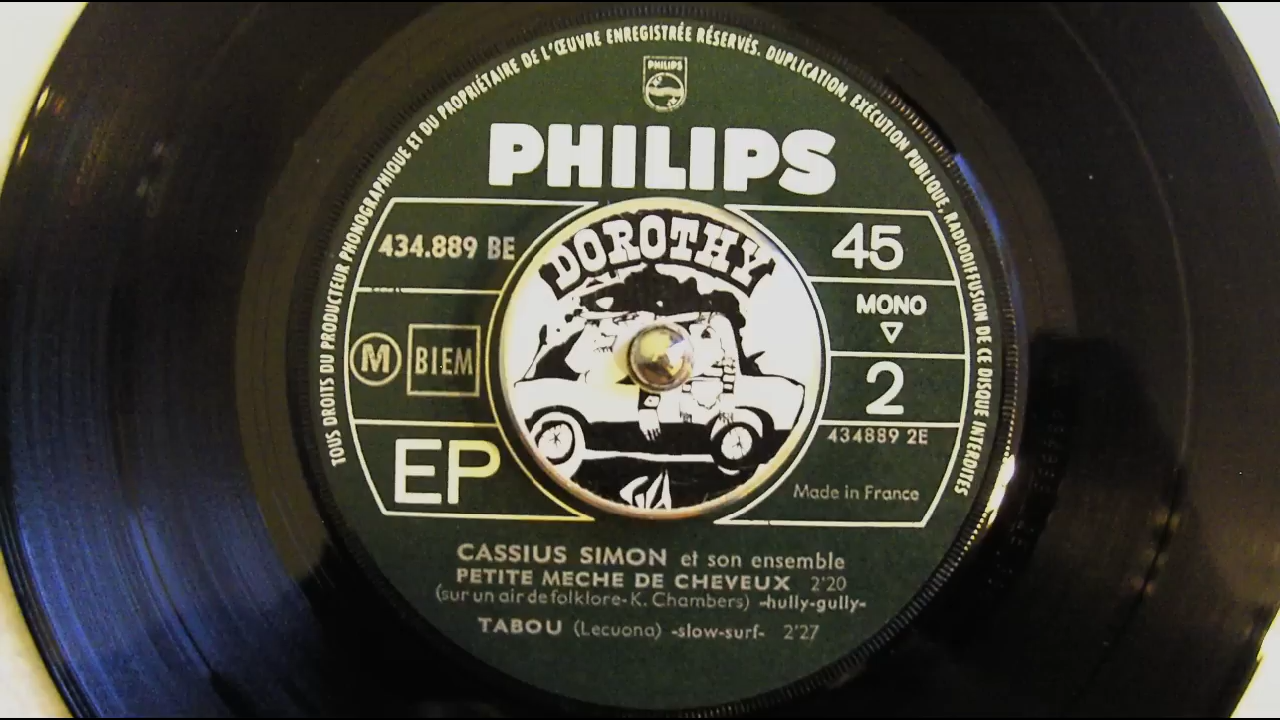 TOUS DROITS DU PRODUCTEUR PHONOGRAPHIQUE ET DU PROPRIÉTAIRE DE L'ŒUVRE ENREGISTRÉE RÉSERVÉS. DUPLICATION, EXÉCUTION PUBLIQUE, RADIODIFFUSION DE CE DISQUE INTERDITES
PHILIPS
PHILIPS
434.889 BE
M BIEM
EP
DOROTHY
45
MONO
2
434889 2E
Made in France
CASSIUS SIMON et son ensemble
PETITE MECHE DE CHEVEUX 2'20
(sur un air de folklore-K. Chambers) -hully-gully-
TABOU (Lecuona) -slow-surf- 2'27